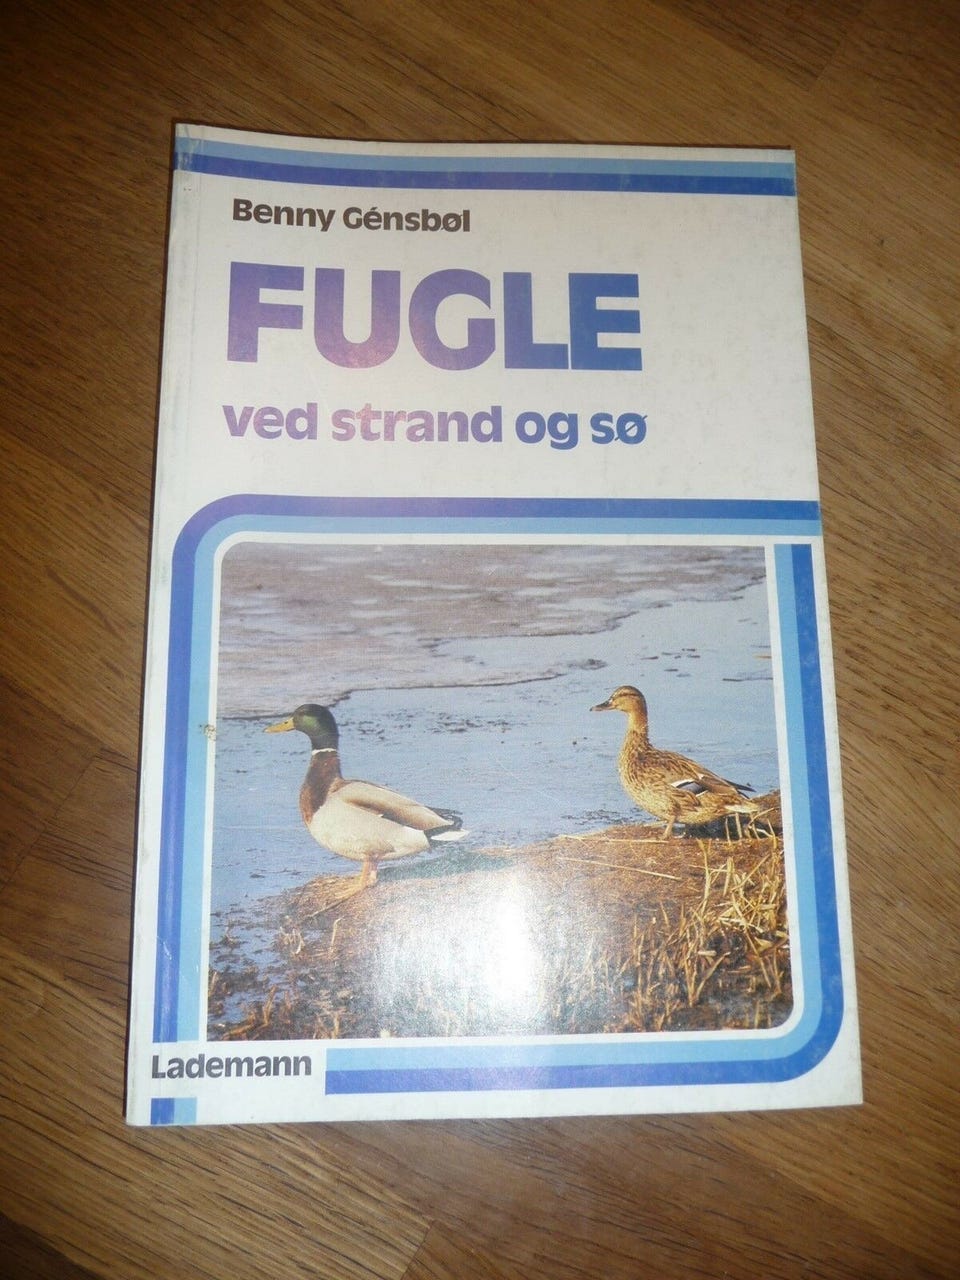 Benny Génsbøl
FUGLE
ved strand og sø
Lademann